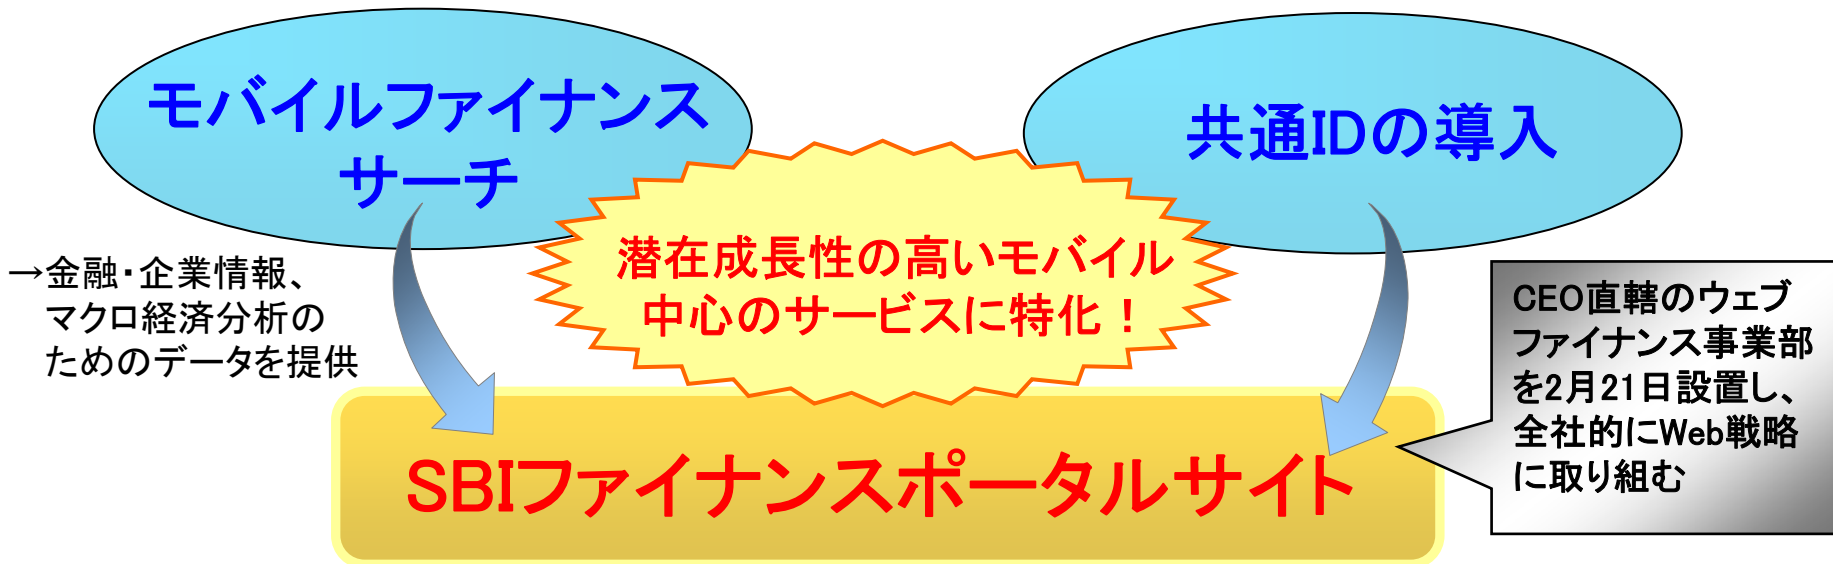 モバイルファイナンス
サーチ
共通IDの導入
潜在成長性の高いモバイル
中心のサービスに特化！
→金融・企業情報、
マクロ経済分析の
ためのデータを提供
CEO直轄のウェブ
ファイナンス事業部
を2月21日設置し、
全社的にWeb戦略
に取り組む
SBIファイナンスポータルサイト